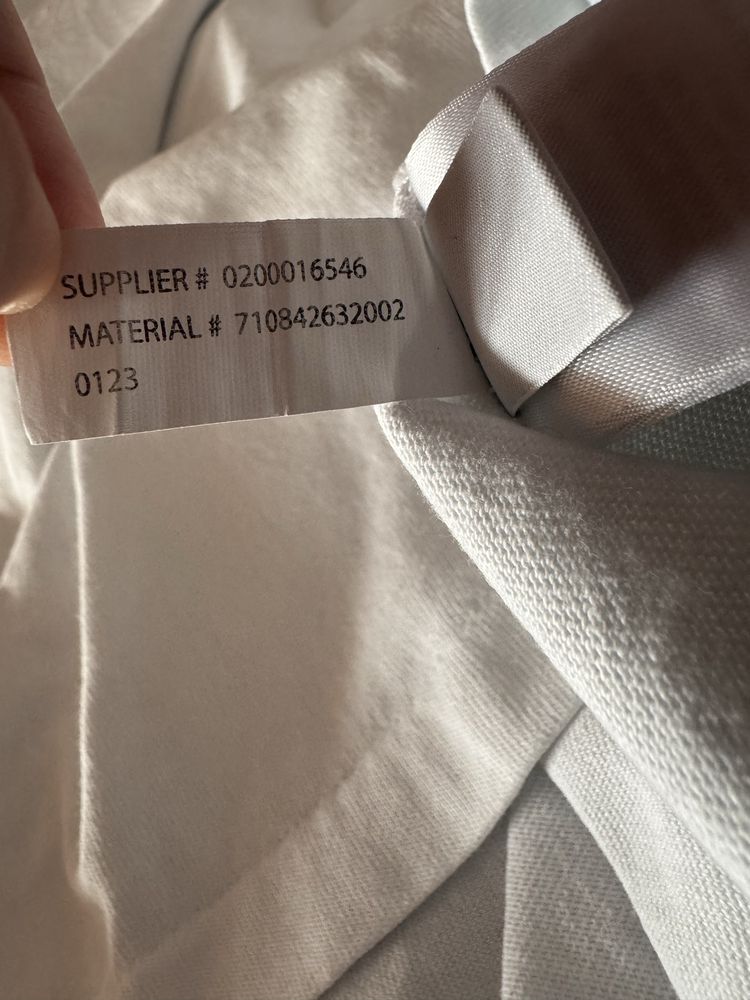 SUPPLIER # 0200016546
MATERIAL # 710842632002
0123